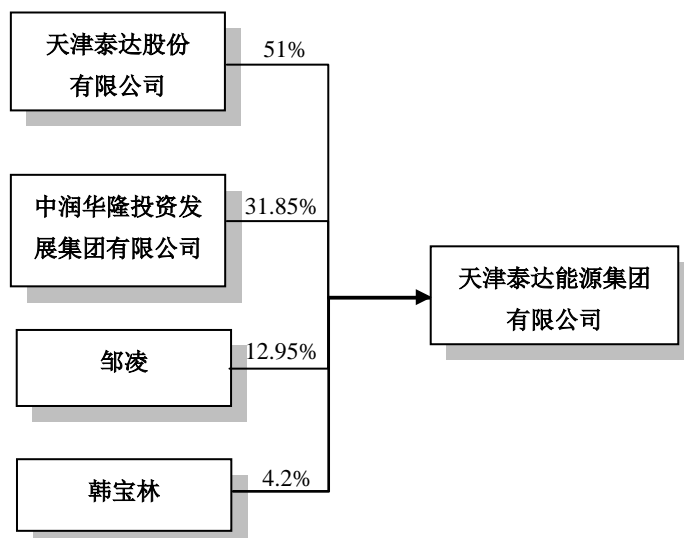 天津泰达股份
有限公司
51%
中润华隆投资发
展集团有限公司
31.85%
天津泰达能源集团
有限公司
邹凌
12.95%
韩宝林
4.2%